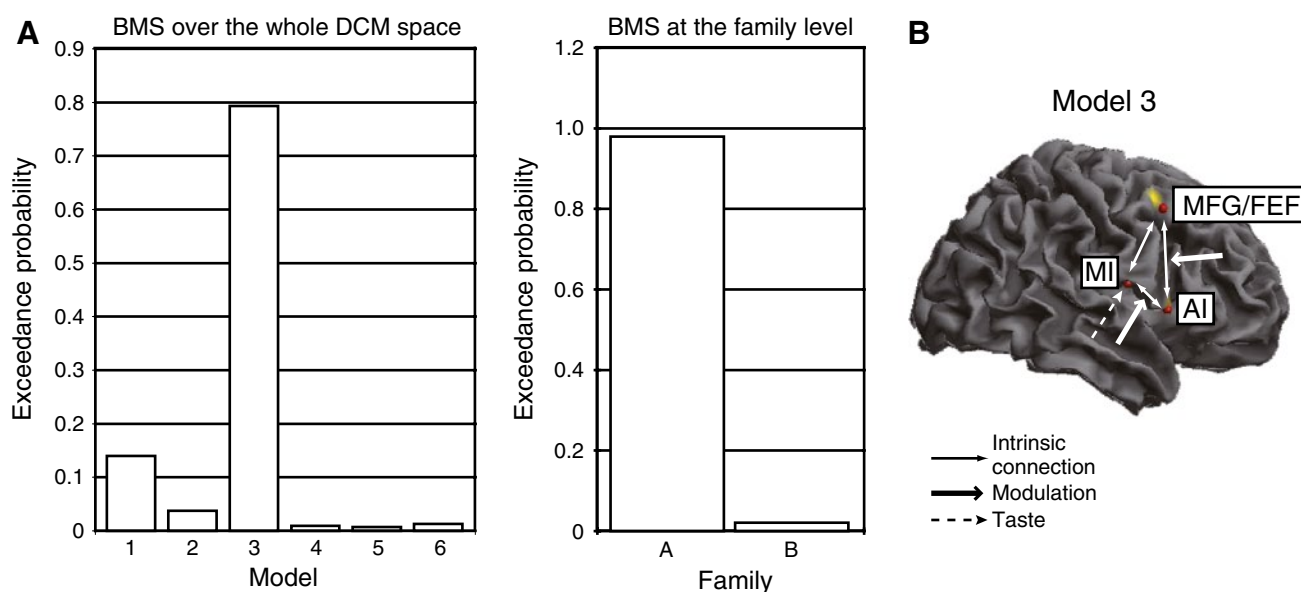 A
BMS over the whole DCM space
0.9
0.8
0.7
0.6
0.5
0.4
0.3
0.2
0.1
0
Exceedance probability
1 2 3 4 5 6
Model
BMS at the family level
1.2
1.0
0.8
0.6
0.4
0.2
0
Exceedance probability
A B
Family
B
Model 3
MFG/FEF
MI
AI
Intrinsic
connection
Modulation
Taste